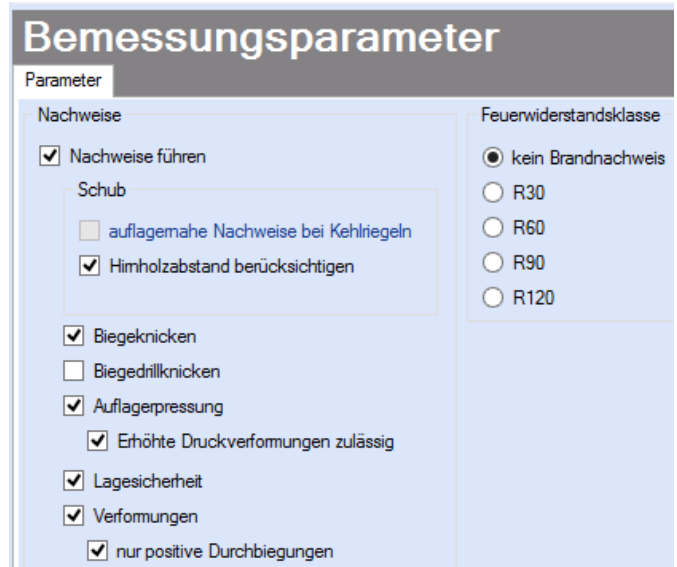 Bemessungsparameter
Parameter
Nachweise
Nachweise führen
Schub
auflagernahe Nachweise bei Kehlriegeln
Hirnholzabstand berücksichtigen
Biegeknicken
Biegedrillknicken
Auflagerpressung
Erhöhte Druckverformungen zulässig
Lagesicherheit
Verformungen
nur positive Durchbiegungen
Feuerwiderstandsklasse
kein Brandnachweis
R30
R60
R90
R120